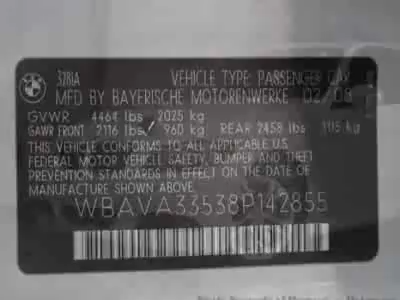 328IA VEHICLE TYPE: PASSENGER CAR
MFD BY BAYERISCHE MOTORENWERKE 02/08
GVWR 4464 lbs 2025 kg
GAWR FRONT 2116 lbs 960 kg REAR 2458 lbs 1115 kg
THIS VEHICLE CONFORMS TO ALL APPLICABLE U.S.
FEDERAL MOTOR VEHICLE SAFETY, BUMPER AND THEFT
PREVENTION STANDARDS IN EFFECT ON THE DATE OF
MANUFACTURE SHOWN ABOVE.
WBAVA33538P142855